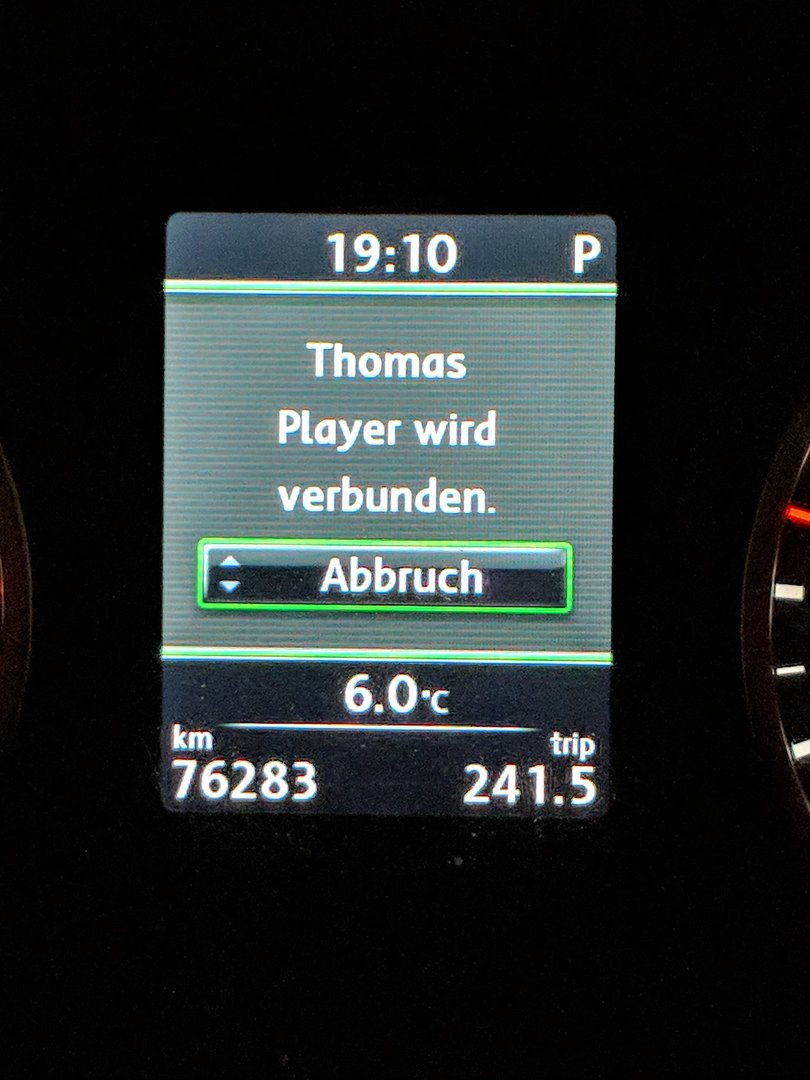 19:10 P
Thomas
Player wird
verbunden.
Abbruch
6.0°C
km trip
76283 241.5